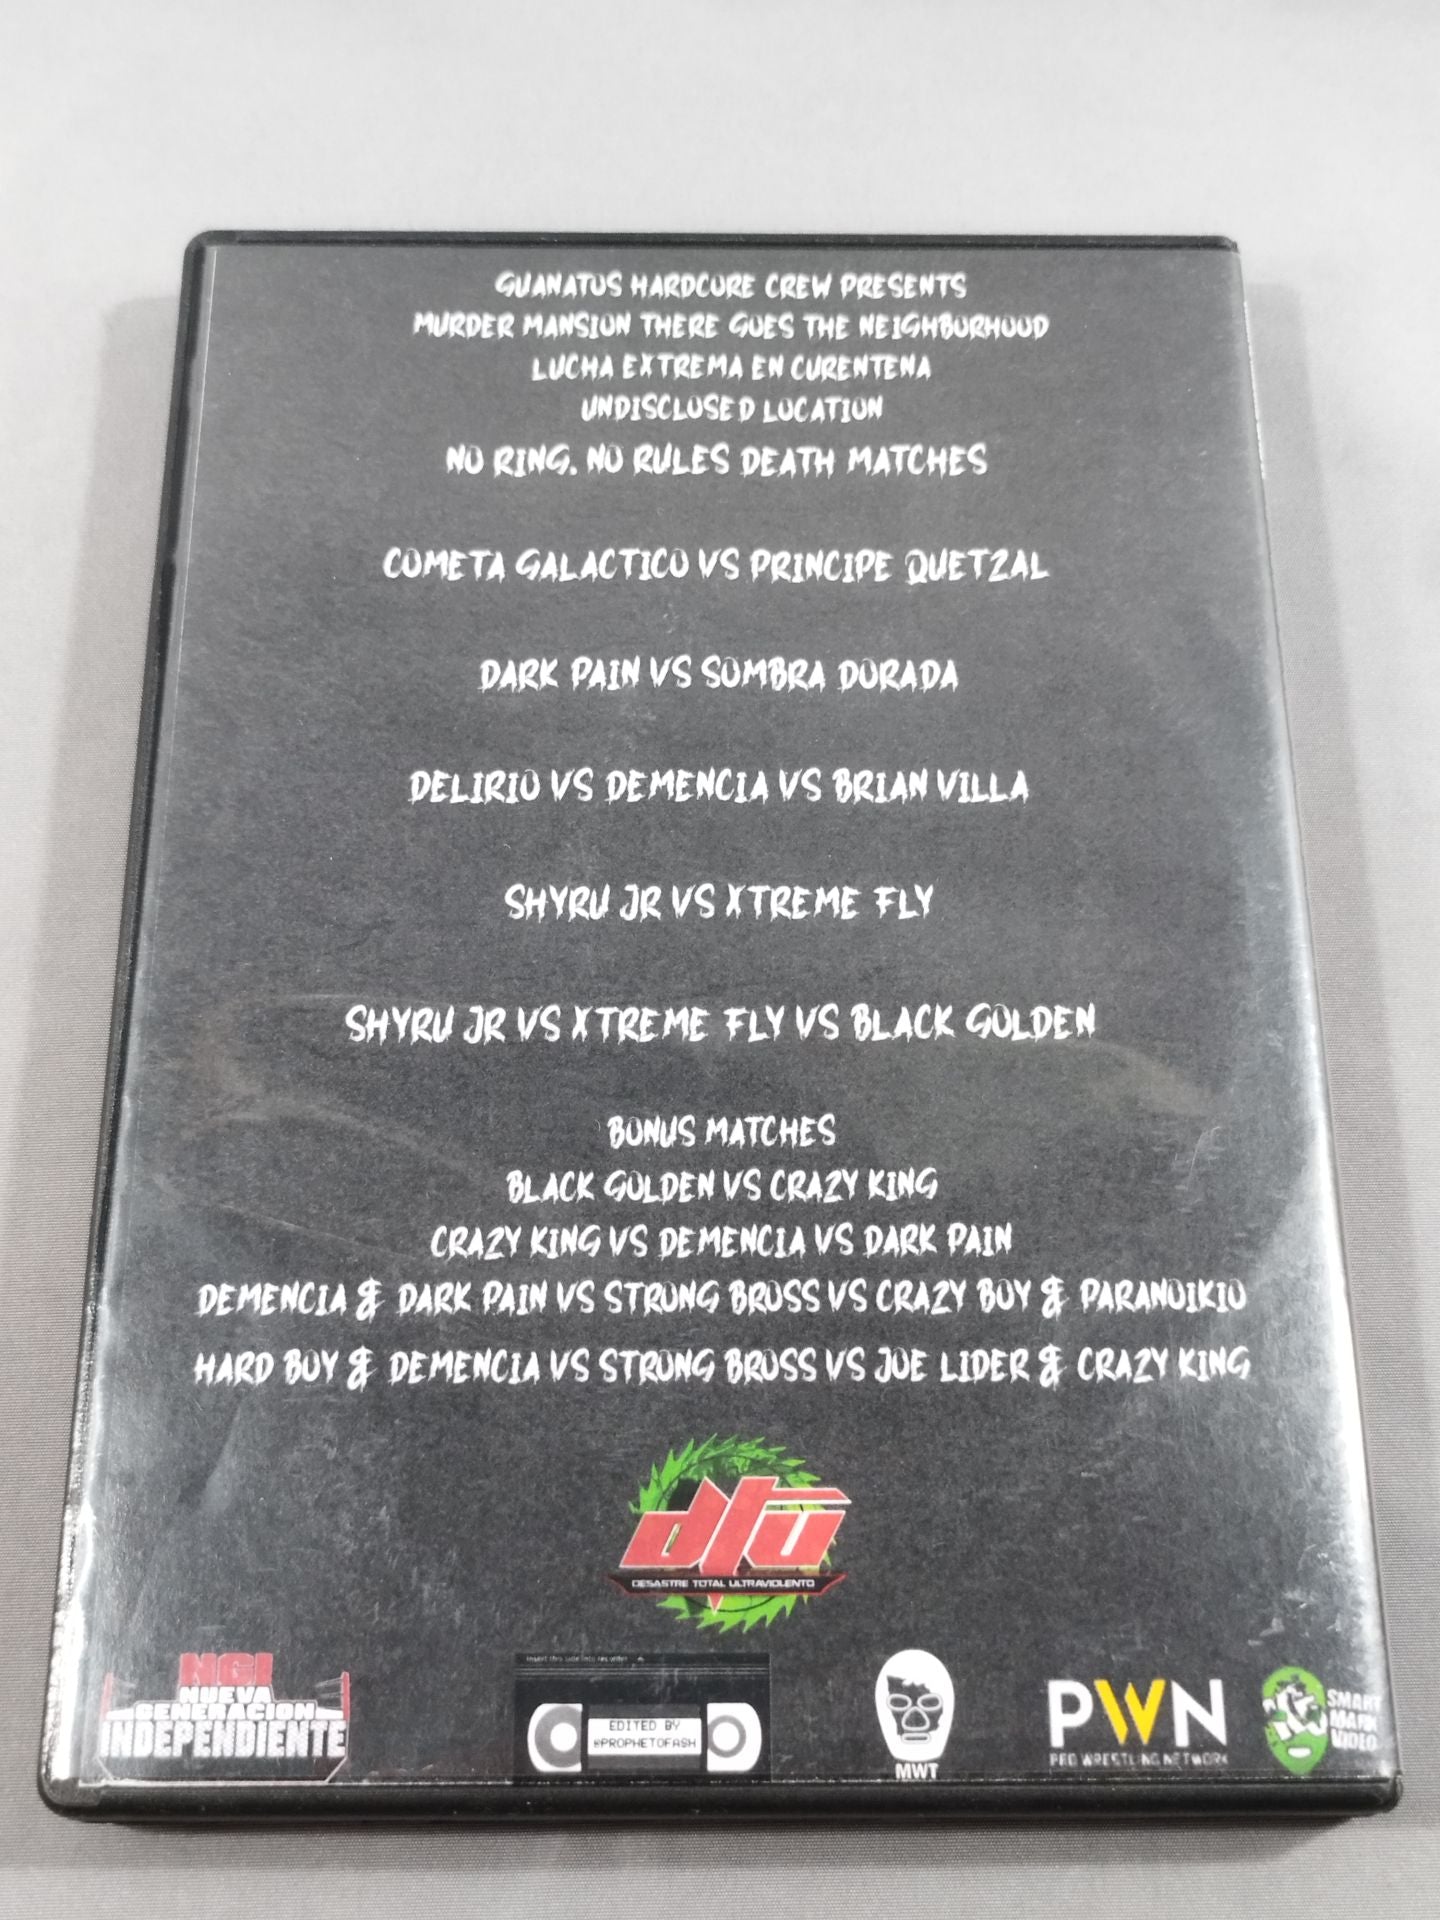 GUANATOS HARDCORE CREW PRESENTS
MURDER MANSION THERE GOES THE NEIGHBORHOOD
LUCHA EXTREMA EN CURENTENA
UNDISCLOSED LOCATION
NO RING. NO RULES DEATH MATCHES
COMETA GALACTICO VS PRINCIPE QUETZAL
DARK PAIN VS SOMBRA DORADA
DELIRIO VS DEMENCIA VS BRIAN VILLA
SHYRU JR VS XTREME FLY
SHYRU JR VS XTREME FLY VS BLACK GOLDEN
BONUS MATCHES
BLACK GOLDEN VS CRAZY KING
CRAZY KING VS DEMENCIA VS DARK PAIN
DEMENCIA & DARK PAIN VS STRONG BROSS VS CRAZY BOY & PARANOIKIO
HARD BOY & DEMENCIA VS STRONG BROSS VS JOE LIDER & CRAZY KING
dtu
DESASTRE TOTAL ULTRAVIOLENTO
NGI
NUEVA
GENERACION
INDEPENDIENTE
Insert this side into recorder
EDITED BY
@PROPHETOFASH
MWT
PWN
PRO WRESTLING NETWORK
SMART
MARK
VIDEO